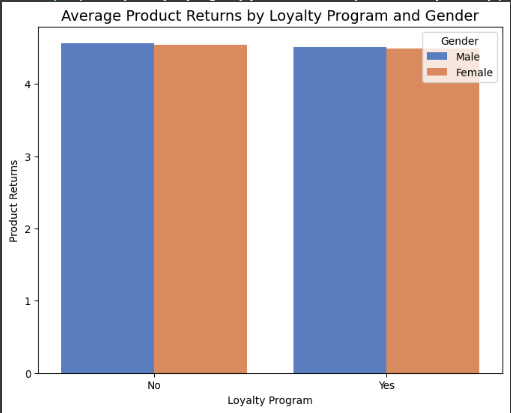 Average Product Returns by Loyalty Program and Gender
Gender
Male
Female
Product Returns
4
3
2
1
0
No
Yes
Loyalty Program